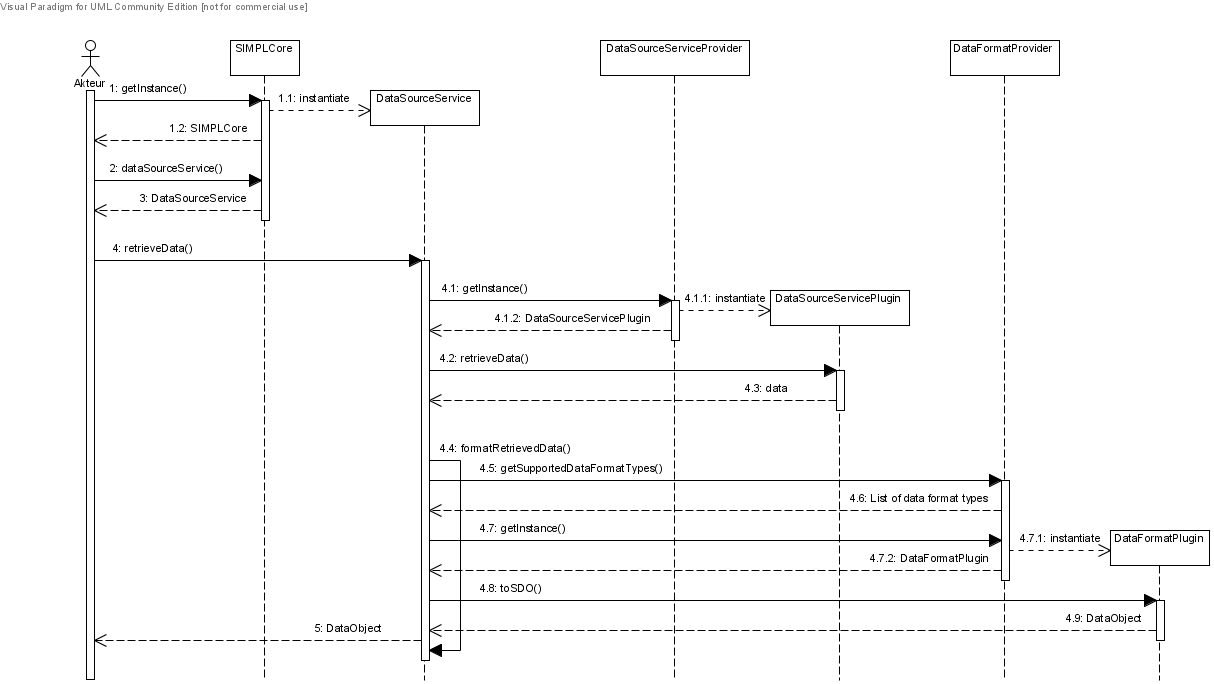 Visual Paradigm for UML Community Edition [not for commercial use]
SIMPLCore
DataSourceServiceProvider
DataFormatProvider
Akteur
1: getInstance()
1.1: instantiate
DataSourceService
1.2: SIMPLCore
2: dataSourceService()
3: DataSourceService
4: retrieveData()
4.1: getInstance()
4.1.1: instantiate
DataSourceServicePlugin
4.1.2: DataSourceServicePlugin
4.2: retrieveData()
4.3: data
4.4: formatRetrievedData()
4.5: getSupportedDataFormatTypes()
4.6: List of data format types
4.7: getInstance()
4.7.1: instantiate
DataFormatPlugin
4.7.2: DataFormatPlugin
4.8: toSDO()
4.9: DataObject
5: DataObject